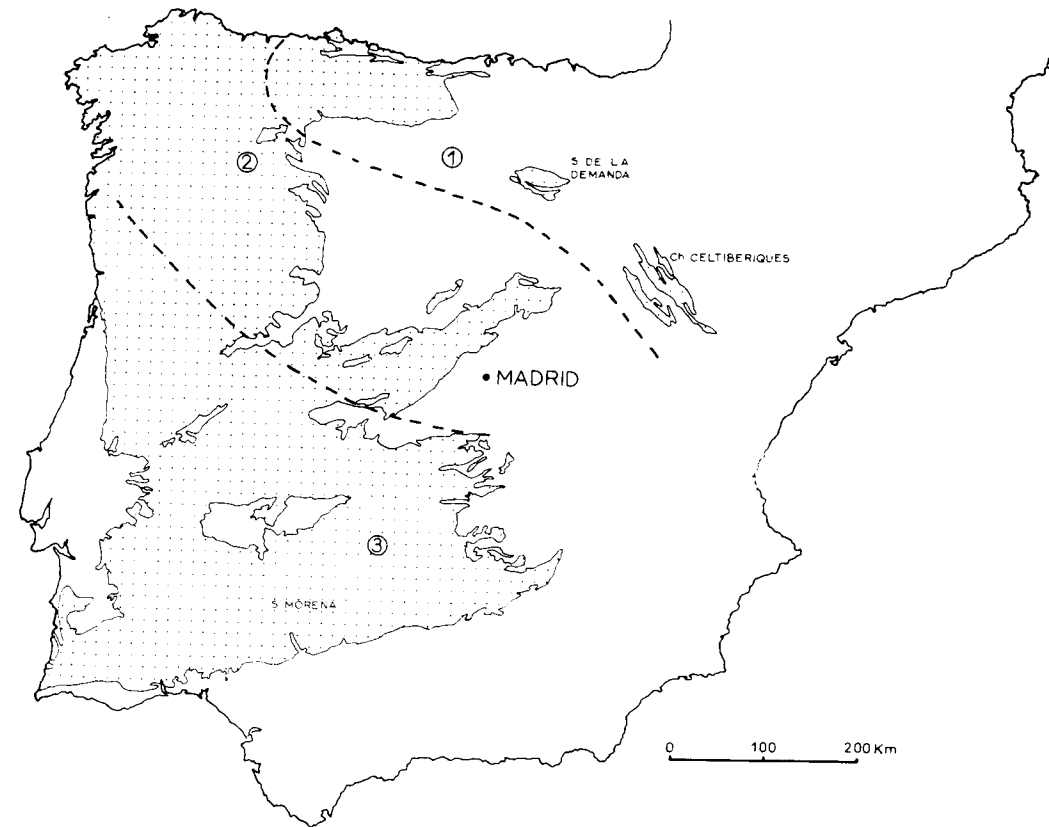 ①
②
S DE LA
DEMANDA
Ch CELTIBERIQUES
MADRID
③
S MORENA
0 100 200 Km